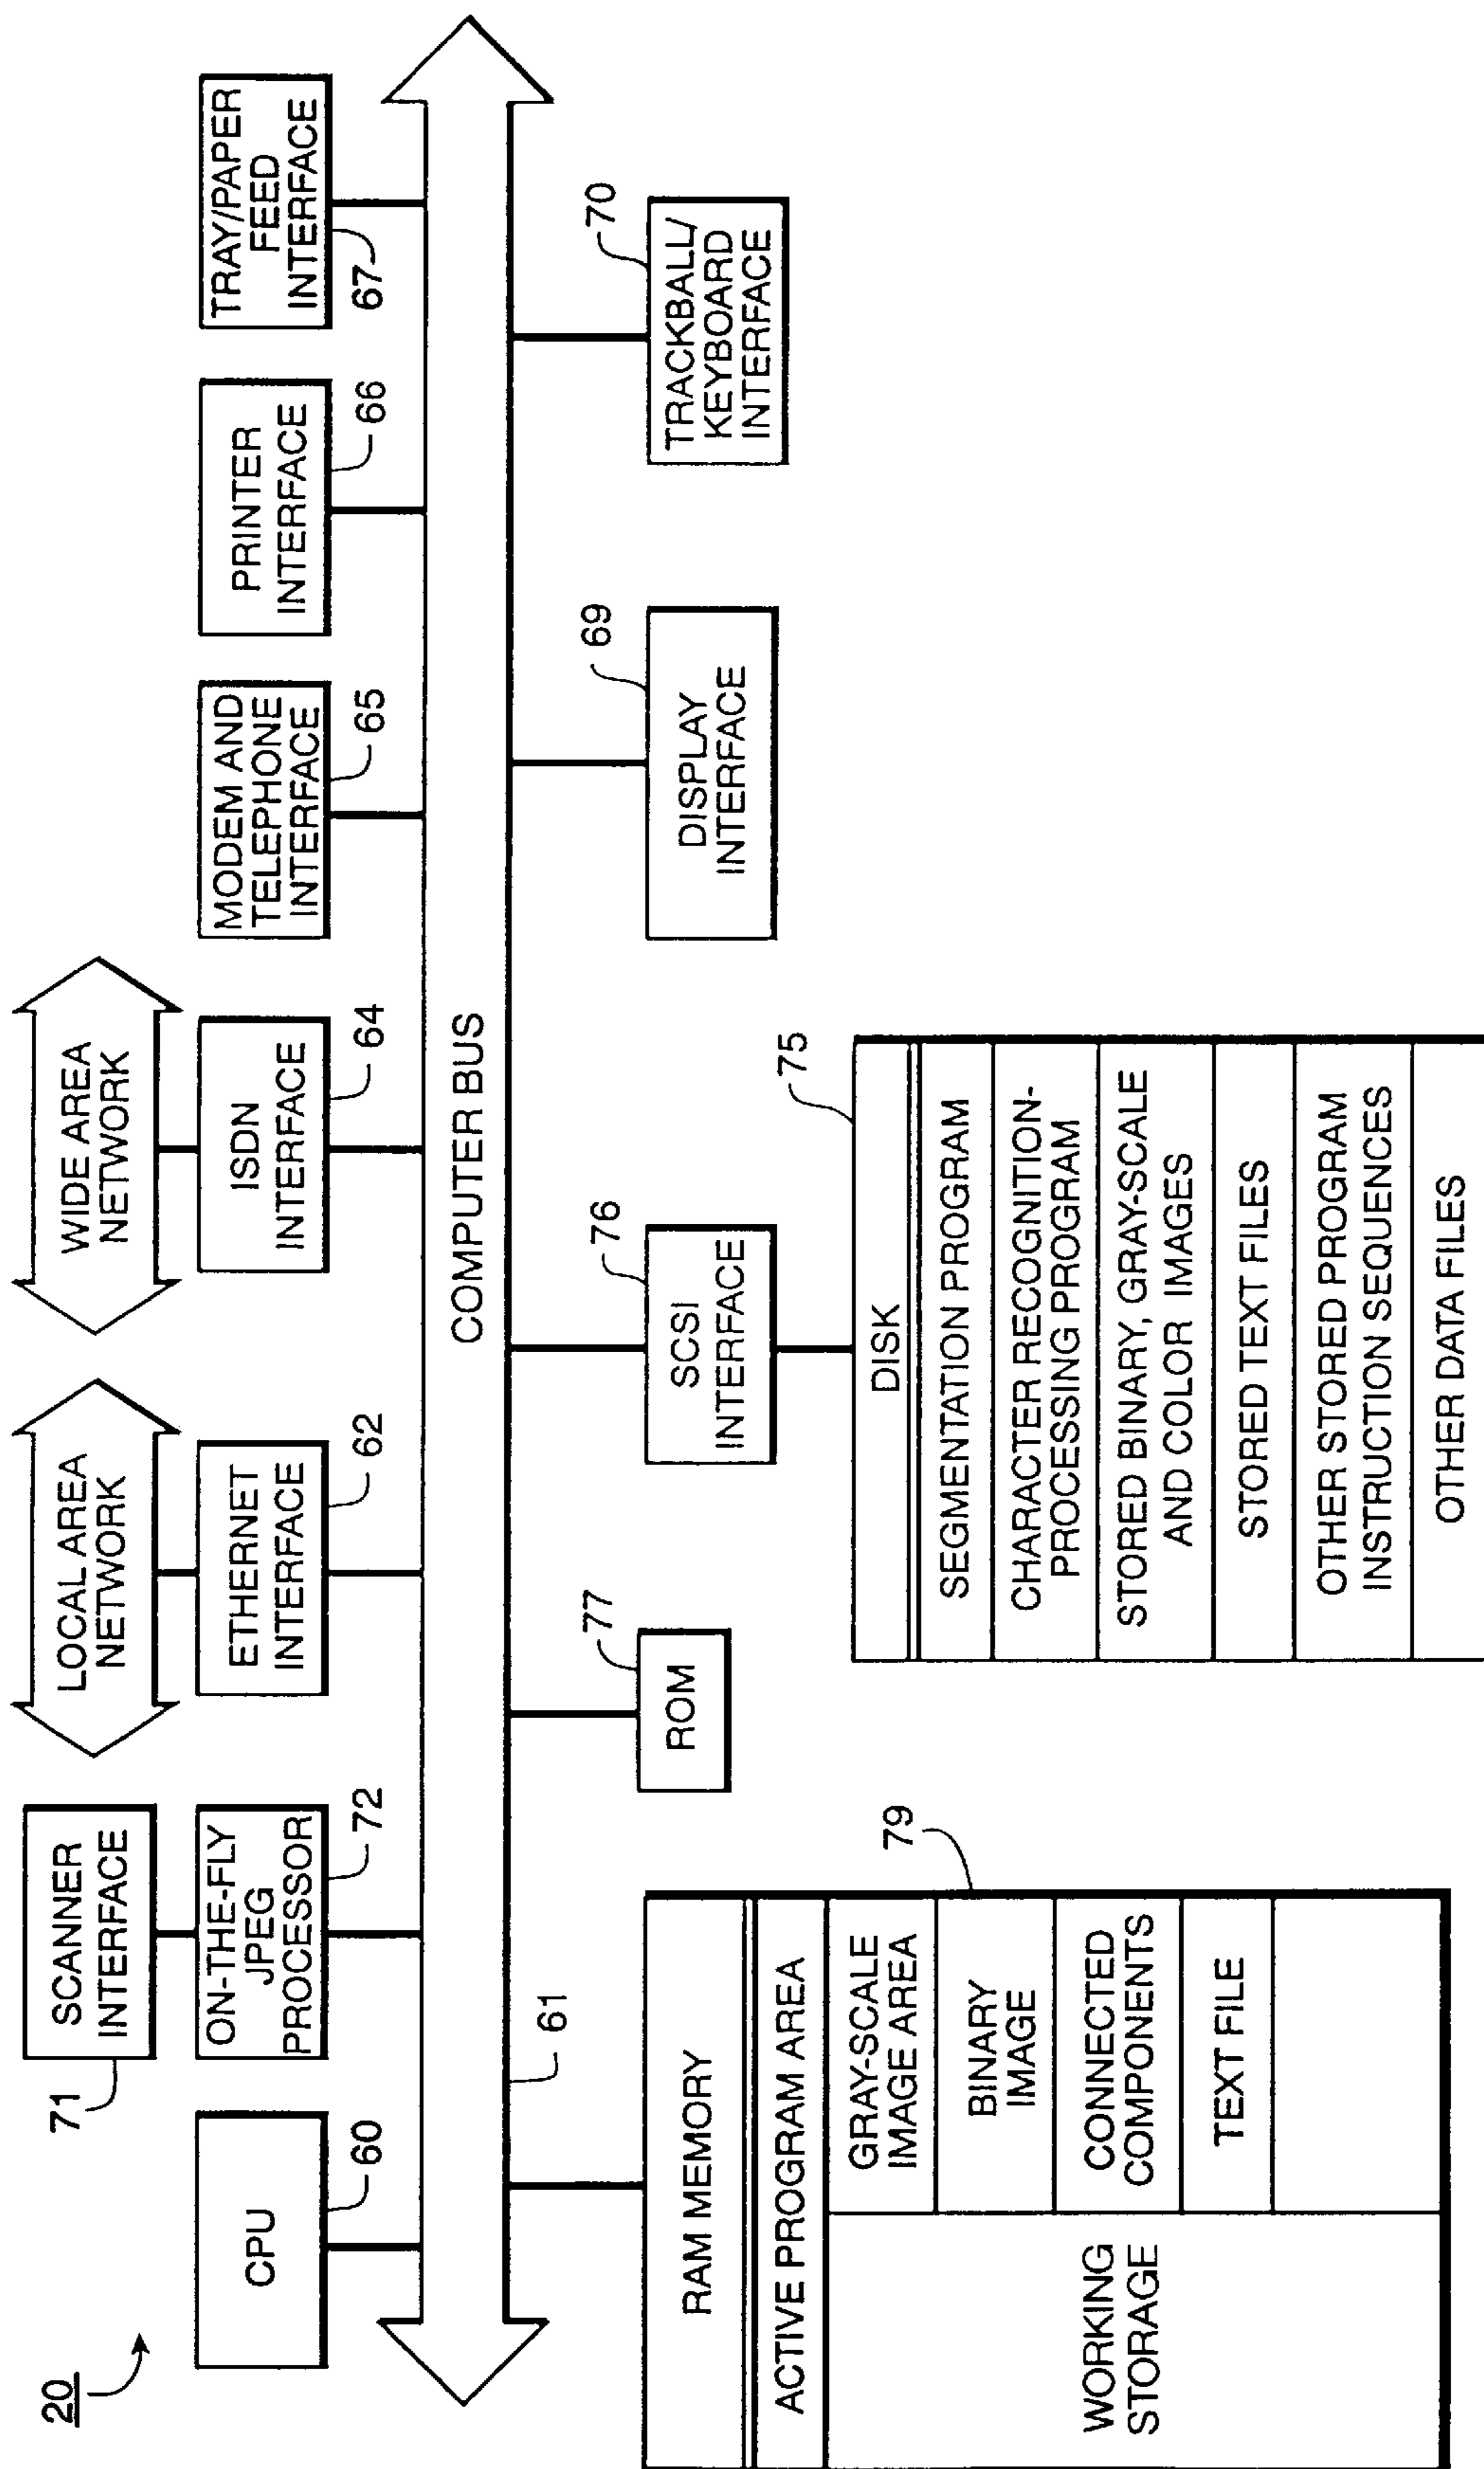 20
CPU
60
SCANNER
INTERFACE
71
ON-THE-FLY
JPEG
PROCESSOR
72
LOCAL AREA
NETWORK
ETHERNET
INTERFACE
62
WIDE AREA
NETWORK
ISDN
INTERFACE
64
MODEM AND
TELEPHONE
INTERFACE
65
PRINTER
INTERFACE
66
TRAY/PAPER
FEED
INTERFACE
67
COMPUTER BUS
61
RAM MEMORY
79
ACTIVE PROGRAM AREA
WORKING
STORAGE
GRAY-SCALE
IMAGE AREA
BINARY
IMAGE
CONNECTED
COMPONENTS
TEXT FILE
ROM
77
SCSI
INTERFACE
76
DISK
75
SEGMENTATION PROGRAM
CHARACTER RECOGNITION-
PROCESSING PROGRAM
STORED BINARY, GRAY-SCALE
AND COLOR IMAGES
STORED TEXT FILES
OTHER STORED PROGRAM
INSTRUCTION SEQUENCES
OTHER DATA FILES
DISPLAY
INTERFACE
69
TRACKBALL/
KEYBOARD
INTERFACE
70